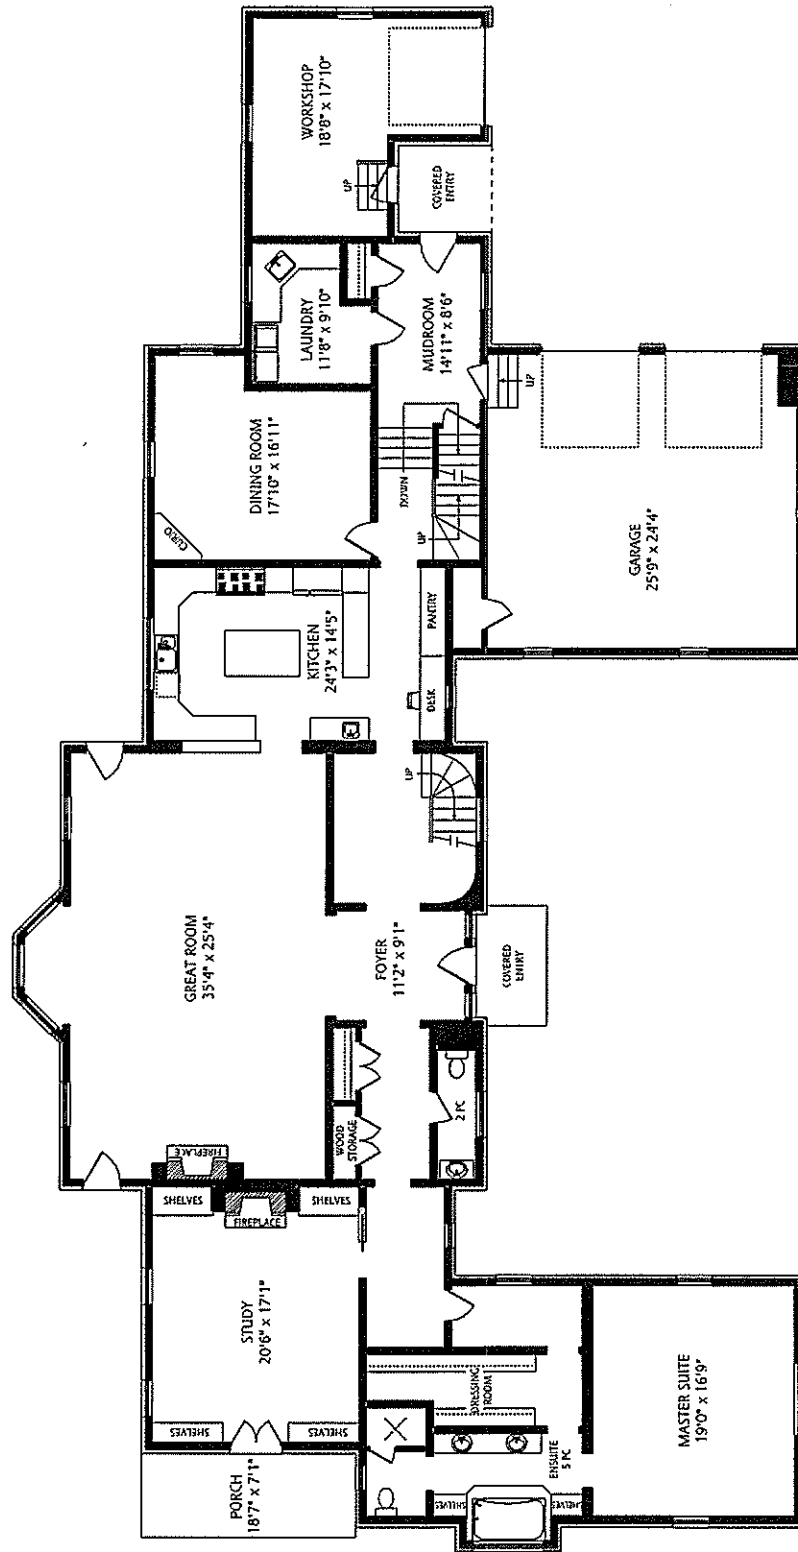 WORKSHOP
18'8" x 17'10"
UP
COVERED
ENTRY
LAUNDRY
11'8" x 9'10"
MUDROOM
14'11" x 8'6"
UP
DINING ROOM
17'10" x 16'11"
CURIO
DOWN
UP
GARAGE
25'9" x 24'4"
KITCHEN
24'3" x 14'5"
PANTRY
DESK
UP
GREAT ROOM
35'4" x 25'4"
FOYER
11'2" x 9'1"
COVERED
ENTRY
WOOD
STORAGE
2 PC
FIREPLACE
SHELVES
FIREPLACE
SHELVES
STUDY
20'6" x 17'1"
SHELVES
SHELVES
PORCH
18'7" x 7'1"
DRESSING
ROOM
ENSUITE
5 PC
SHELVES
SHELVES
MASTER SUITE
19'0" x 16'9"